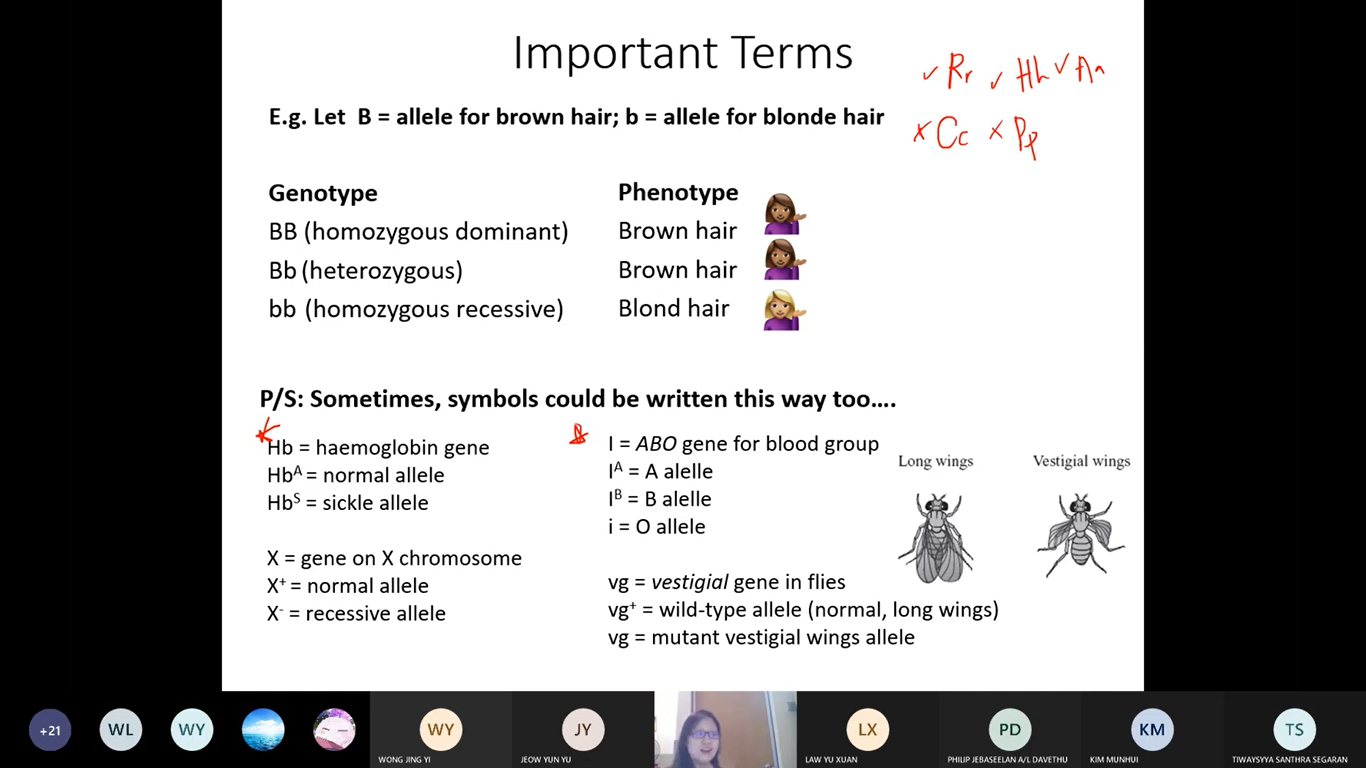 Important Terms
✓ Rr ✓ Hh ✓ Aa
E.g. Let B = allele for brown hair; b = allele for blonde hair
x Cc x Pp
Genotype Phenotype
BB (homozygous dominant) Brown hair
Bb (heterozygous) Brown hair
bb (homozygous recessive) Blond hair
P/S: Sometimes, symbols could be written this way too….
Hb = haemoglobin gene
Hbᴬ = normal allele
Hbˢ = sickle allele
X = gene on X chromosome
X⁺ = normal allele
X⁻ = recessive allele
I = ABO gene for blood group
Iᴬ = A alelle
Iᴮ = B alelle
i = O allele
vg = vestigial gene in flies
vg⁺ = wild-type allele (normal, long wings)
vg = mutant vestigial wings allele
Long wings Vestigial wings
+21 WL WY WY JY LX PD KM TS
WONG JING YI JEOW YUN YU LAW YU XUAN PHILIP JEBASEELAN A/L DAVETHU KIM MUNHUI TIWAYSYYA SANTHRA SEGARAN